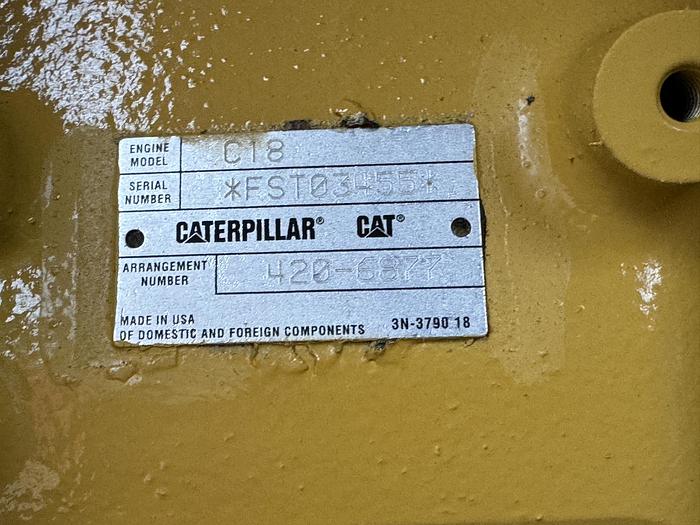 ENGINE MODEL C18
SERIAL NUMBER *FST03455*
CATERPILLAR® CAT®
ARRANGEMENT NUMBER 420-6977
MADE IN USA
OF DOMESTIC AND FOREIGN COMPONENTS 3N-3790 18